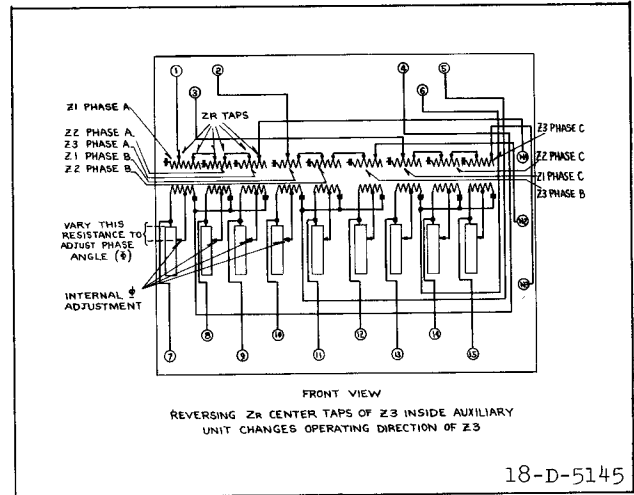 1
2
3
4
5
6
ZR TAPS
Z1 PHASE A
Z2 PHASE A
Z3 PHASE A
Z1 PHASE B
Z2 PHASE B
Z3 PHASE C
Z2 PHASE C
Z1 PHASE C
Z3 PHASE B
VARY THIS
RESISTANCE TO
ADJUST PHASE
ANGLE (Φ)
INTERNAL Φ
ADJUSTMENT
7
8
9
10
11
12
13
14
15
FRONT VIEW
REVERSING ZR CENTER TAPS OF Z3 INSIDE AUXILIARY
UNIT CHANGES OPERATING DIRECTION OF Z3
18-D-5145